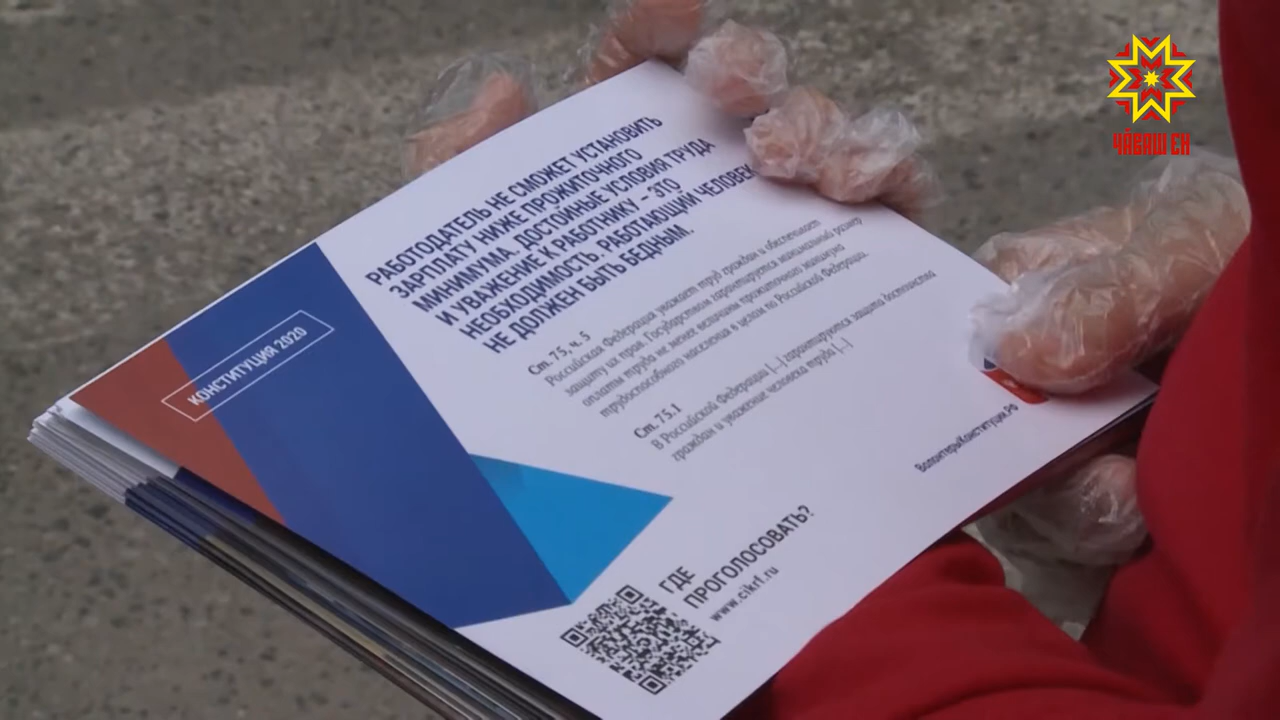 ЧӐВАШ ЕН
РАБОТОДАТЕЛЬ НЕ СМОЖЕТ УСТАНОВИТЬ
ЗАРПЛАТУ НИЖЕ ПРОЖИТОЧНОГО
МИНИМУМА. ДОСТОЙНЫЕ УСЛОВИЯ ТРУДА
И УВАЖЕНИЕ К РАБОТНИКУ – ЭТО
НЕОБХОДИМОСТЬ. РАБОТАЮЩИЙ ЧЕЛОВЕК
НЕ ДОЛЖЕН БЫТЬ БЕДНЫМ.
КОНСТИТУЦИЯ 2020
Ст. 75, ч. 5
Российская Федерация уважает труд граждан и обеспечивает
защиту их прав. Государством гарантируется минимальный размер
оплаты труда не менее величины прожиточного минимума
трудоспособного населения в целом по Российской Федерации.
Ст. 75.1
В Российской Федерации [...] гарантируются защита достоинства
граждан и уважение человека труда [...]
ВолонтерыКонституции.РФ
ГДЕ
ПРОГОЛОСОВАТЬ?
www.cikrf.ru